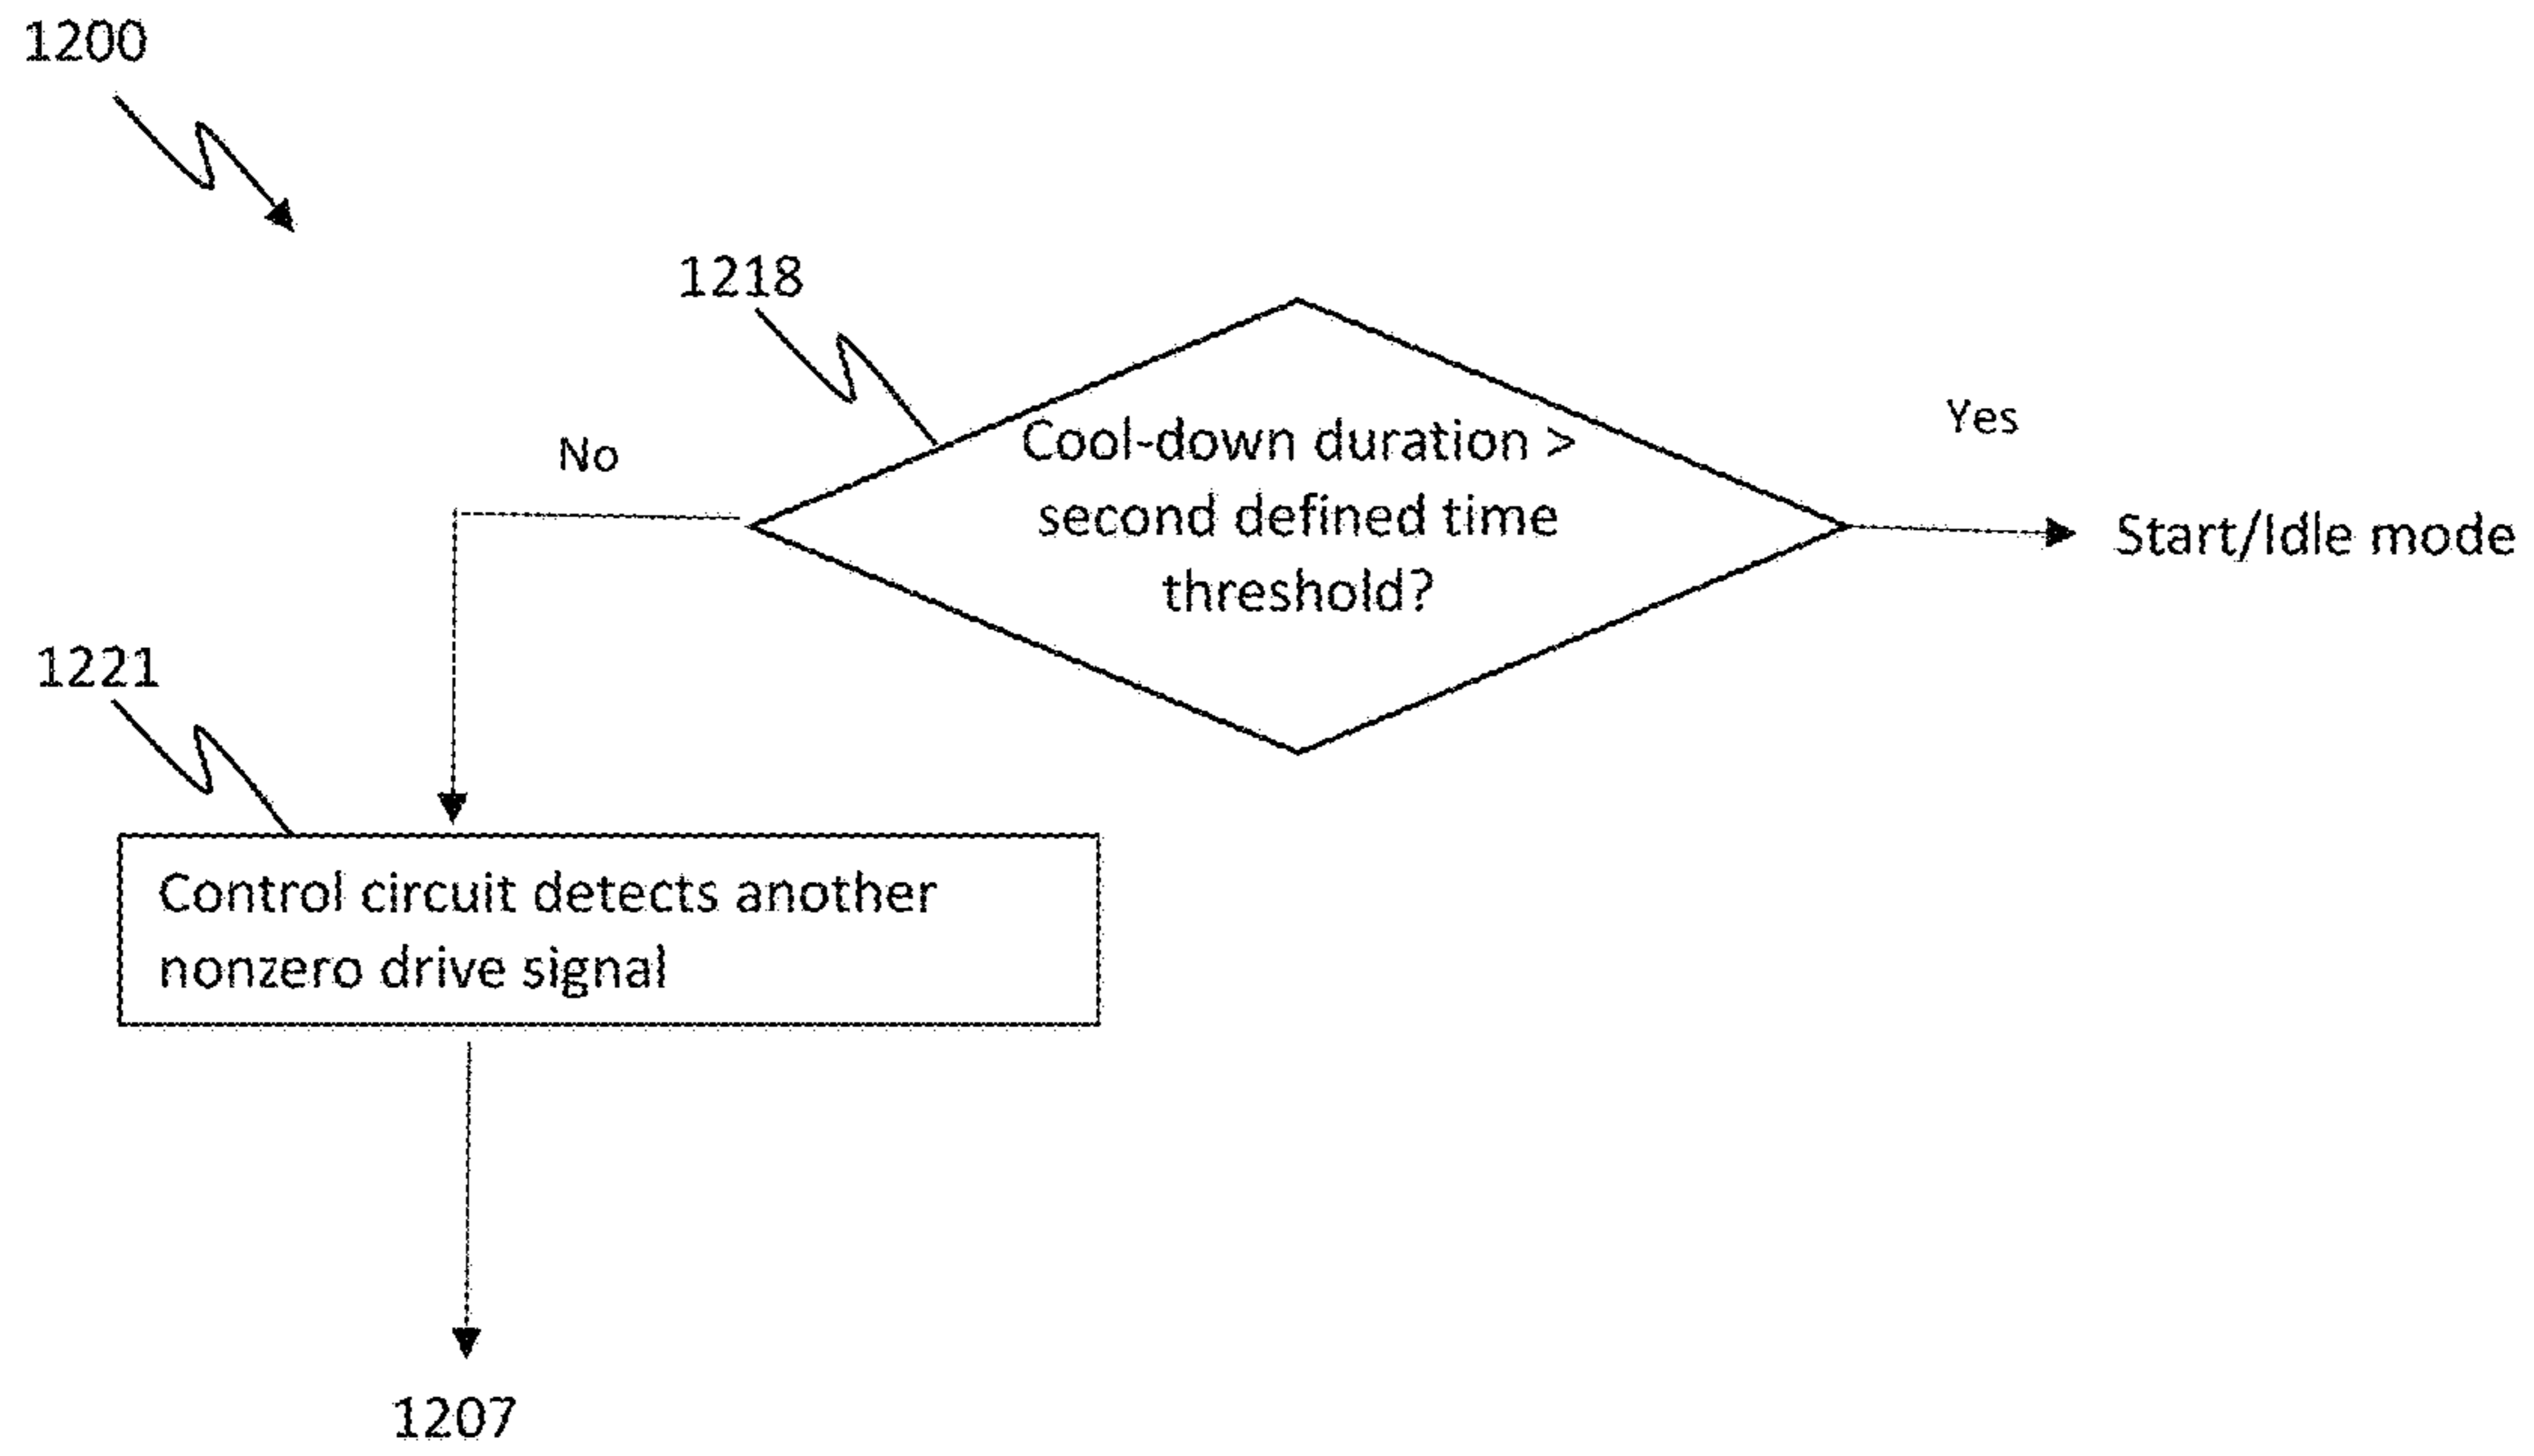 1200
1218
Yes
No
Cool-down duration >
second defined time
threshold?
Start/Idle mode
1221
Control circuit detects another
nonzero drive signal
1207